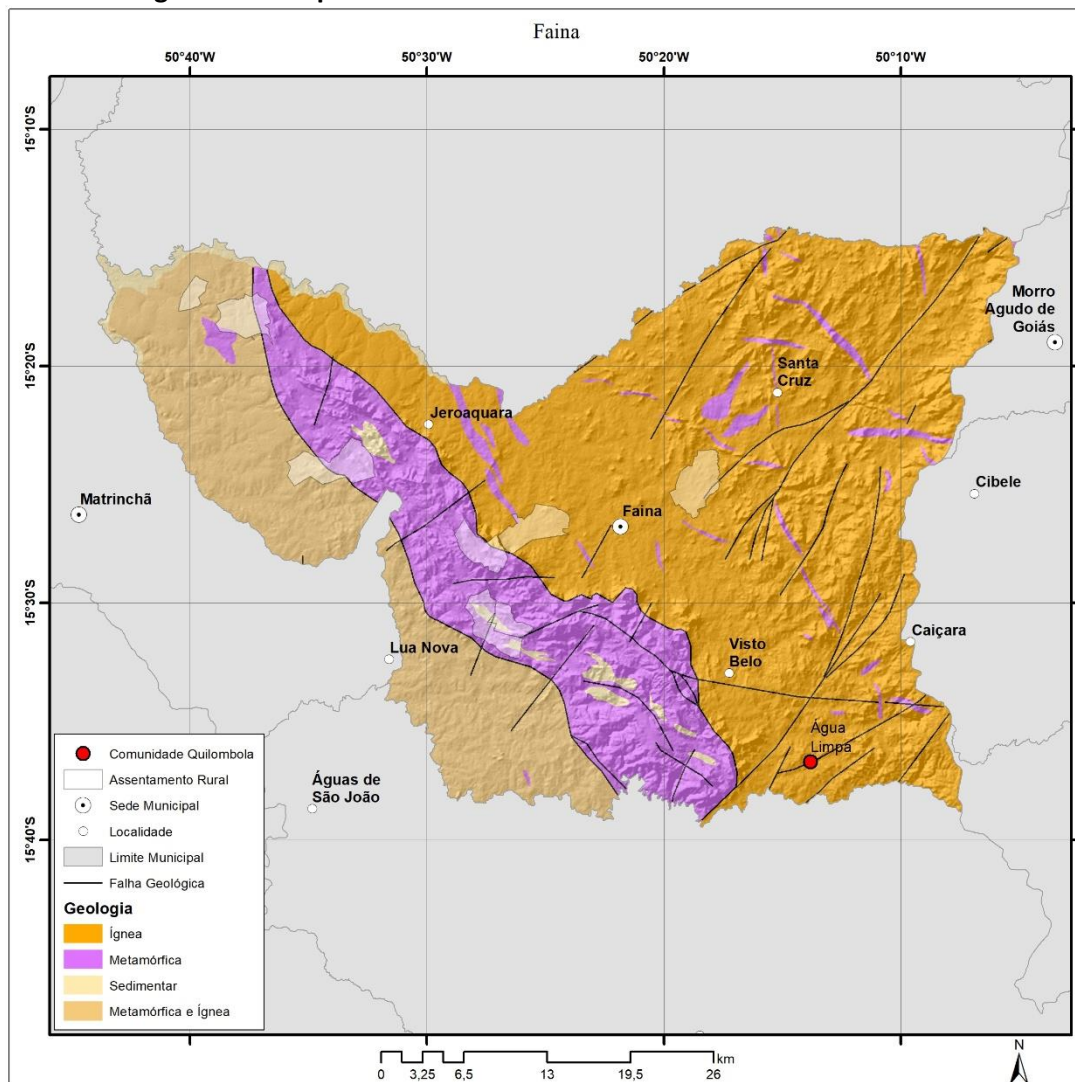 Faina
50°40'W
50°30'W
50°20'W
50°10'W
15°10'S
15°20'S
15°30'S
15°40'S
Morro
Agudo de
Goiás
Santa
Cruz
Jeroaquara
Cibele
Matrinchã
Faina
Caiçara
Lua Nova
Visto
Belo
Água
Limpa
Águas de
São João
Comunidade Quilombola
Assentamento Rural
Sede Municipal
Localidade
Limite Municipal
Falha Geológica
Geologia
Ígnea
Metamórfica
Sedimentar
Metamórfica e Ígnea
km
0 3,25 6,5 13 19,5 26
N